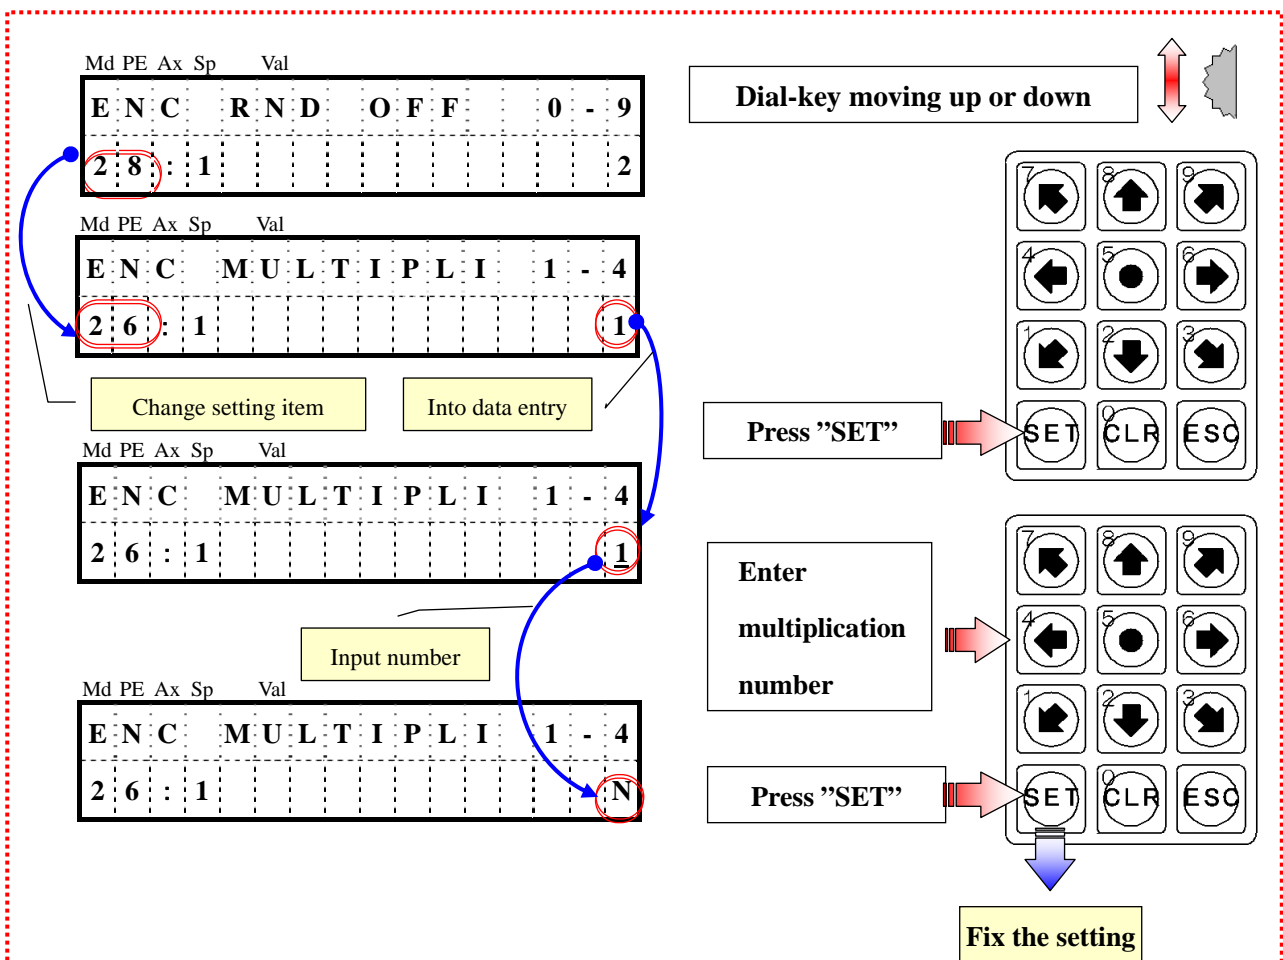 Md PE Ax Sp Val
ENC RND OFF 0-9
28:1 2
Dial-key moving up or down
Md PE Ax Sp Val
ENC MULTIPLI 1-4
26:1 1
Change setting item
Into data entry
7 8 9
4 5 6
1 2 3
0
SET CLR ESC
Press ”SET”
Md PE Ax Sp Val
ENC MULTIPLI 1-4
26:1 1
Input number
Enter
multiplication
number
7 8 9
4 5 6
1 2 3
0
SET CLR ESC
Md PE Ax Sp Val
ENC MULTIPLI 1-4
26:1 N
Press ”SET”
Fix the setting